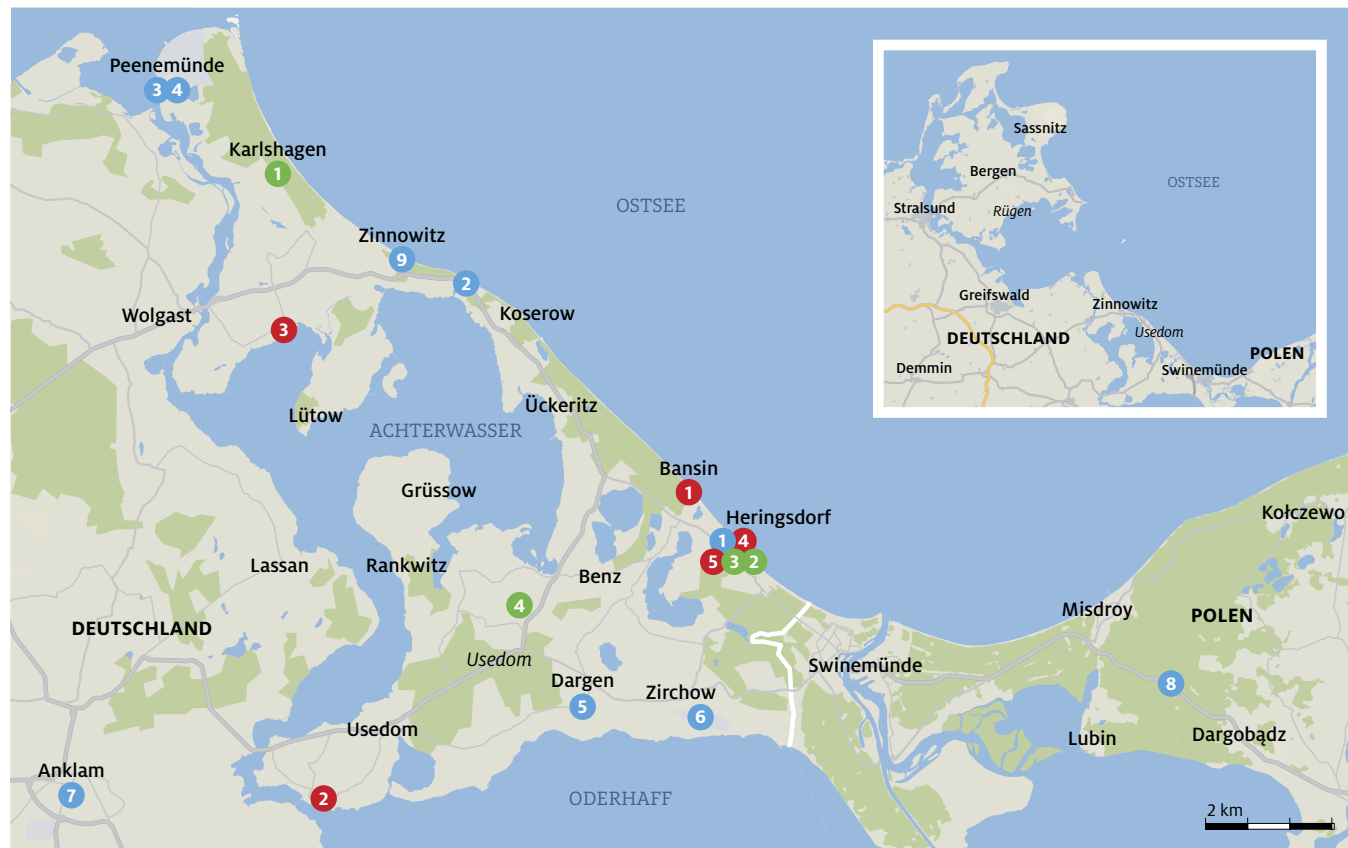 Peenemünde
3 4
Karlshagen
1
Zinnowitz
9
2
OSTSEE
Wolgast
3
Koserow
Lütow
Ückeritz
ACHTERWASSER
Bansin
1
Grüssow
Heringsdorf
1 4
5 3 2
Lassan
Rankwitz
Benz
4
DEUTSCHLAND
Usedom
Dargen
5
Zirchow
6
Swinemünde
Usedom
Anklam
7
2
ODERHAFF
Kołczewo
Misdroy
POLEN
8
Lubin
Dargobądz
2 km
Sassnitz
Bergen
OSTSEE
Stralsund
Rügen
Greifswald
Zinnowitz
DEUTSCHLAND
Usedom
POLEN
Demmin
Swinemünde